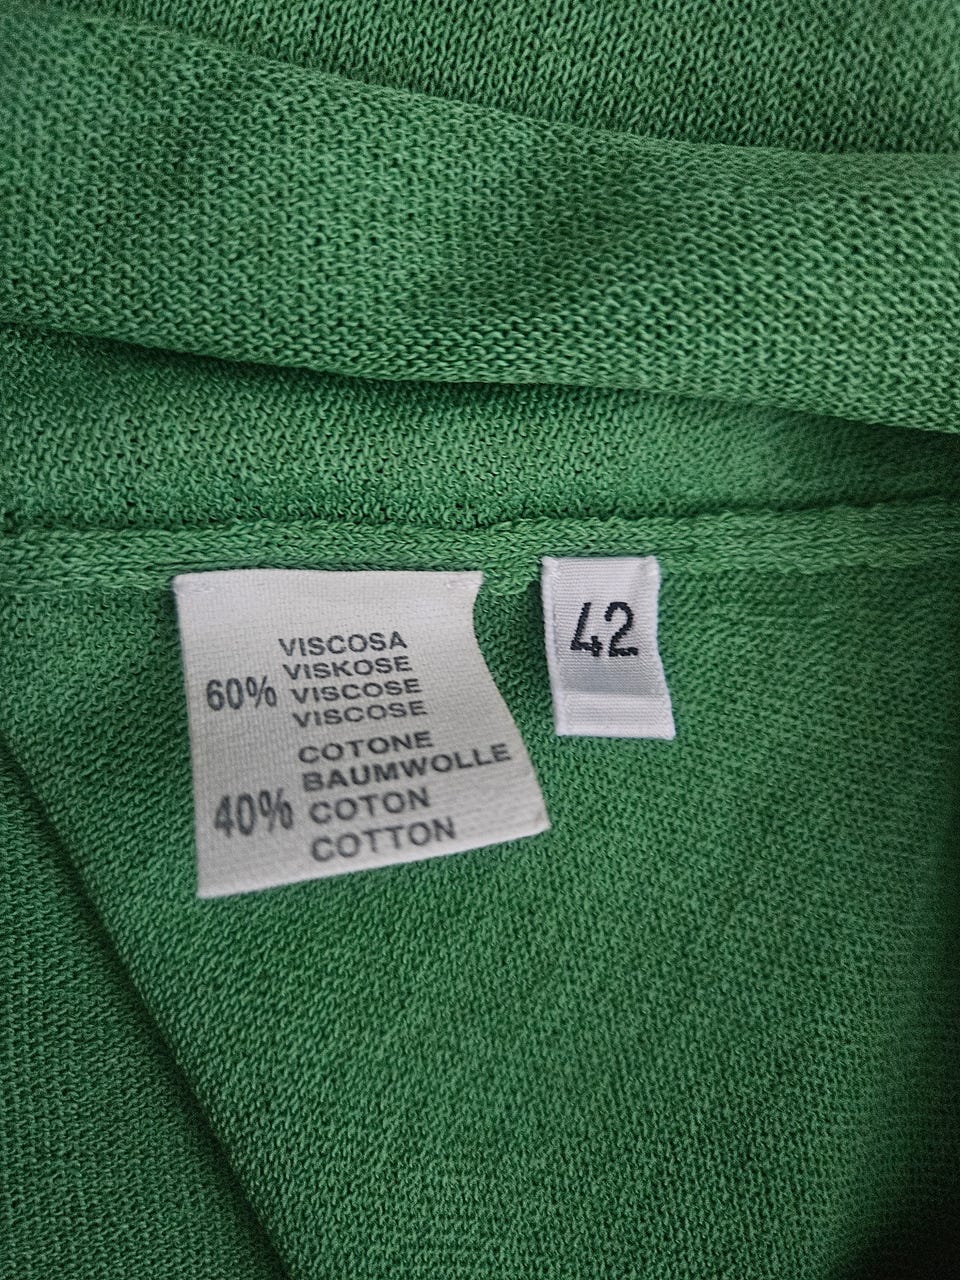 VISCOSA
VISKOSE
60% VISCOSE
VISCOSE
COTONE
BAUMWOLLE
40% COTON
COTTON
42